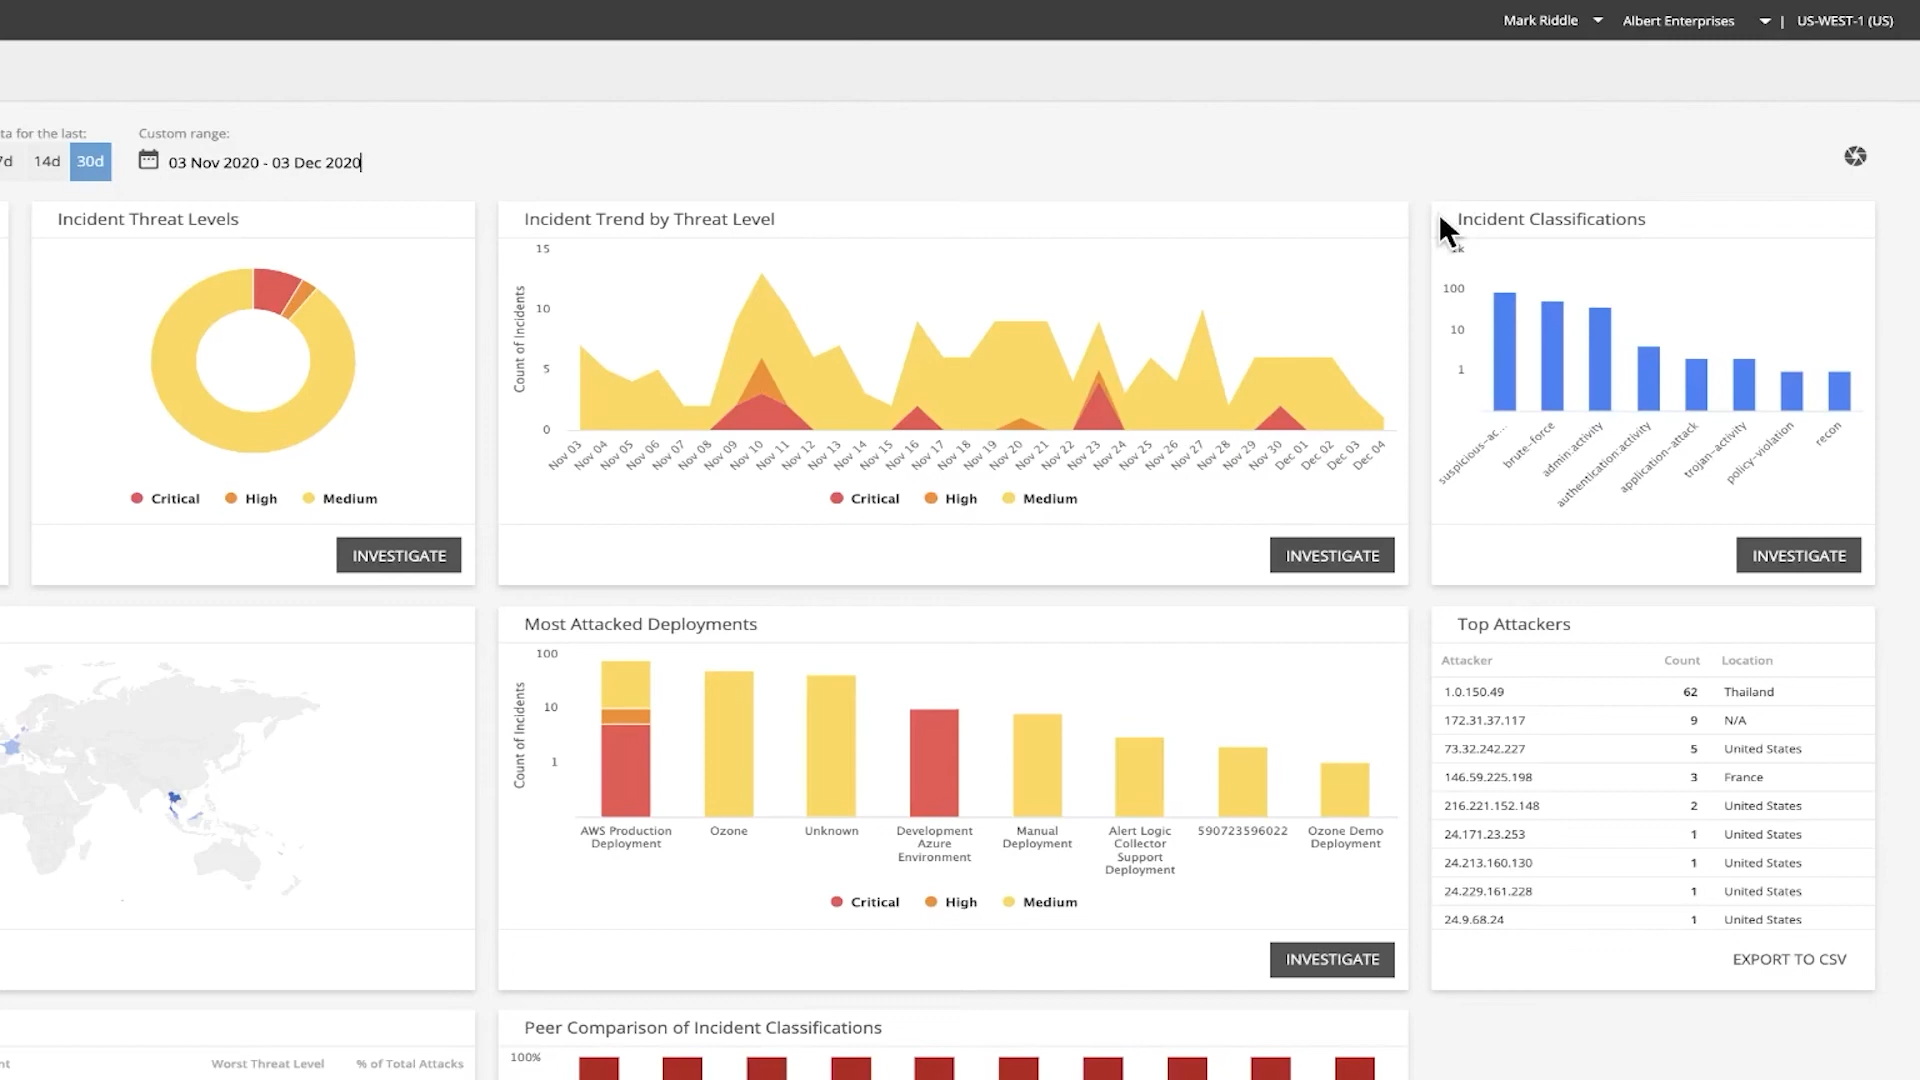 Mark Riddle Albert Enterprises | US-WEST-1 (US)
ta for the last:
7d 14d 30d
Custom range:
03 Nov 2020 - 03 Dec 2020
Incident Threat Levels
Critical High Medium
INVESTIGATE
Incident Trend by Threat Level
Count of Incidents
15
10
5
0
Nov 03
Nov 04
Nov 05
Nov 06
Nov 07
Nov 08
Nov 09
Nov 10
Nov 11
Nov 12
Nov 13
Nov 14
Nov 15
Nov 16
Nov 17
Nov 18
Nov 19
Nov 20
Nov 21
Nov 22
Nov 23
Nov 24
Nov 25
Nov 26
Nov 27
Nov 28
Nov 29
Nov 30
Dec 01
Dec 02
Dec 03
Dec 04
Critical High Medium
INVESTIGATE
Incident Classifications
100
10
1
suspicious-ac...
brute-force
admin:activity
authentication:activity
application-attack
trojan-activity
policy-violation
recon
INVESTIGATE
Most Attacked Deployments
Count of Incidents
100
10
1
AWS Production
Deployment
Ozone
Unknown
Development
Azure
Environment
Manual
Deployment
Alert Logic
Collector
Support
Deployment
590723596022
Ozone Demo
Deployment
Critical High Medium
INVESTIGATE
Top Attackers
Attacker Count Location
1.0.150.49 62 Thailand
172.31.37.117 9 N/A
73.32.242.227 5 United States
146.59.225.198 3 France
216.221.152.148 2 United States
24.171.23.253 1 United States
24.213.160.130 1 United States
24.229.161.228 1 United States
24.9.68.24 1 United States
EXPORT TO CSV
nt Worst Threat Level % of Total Attacks
Peer Comparison of Incident Classifications
100%